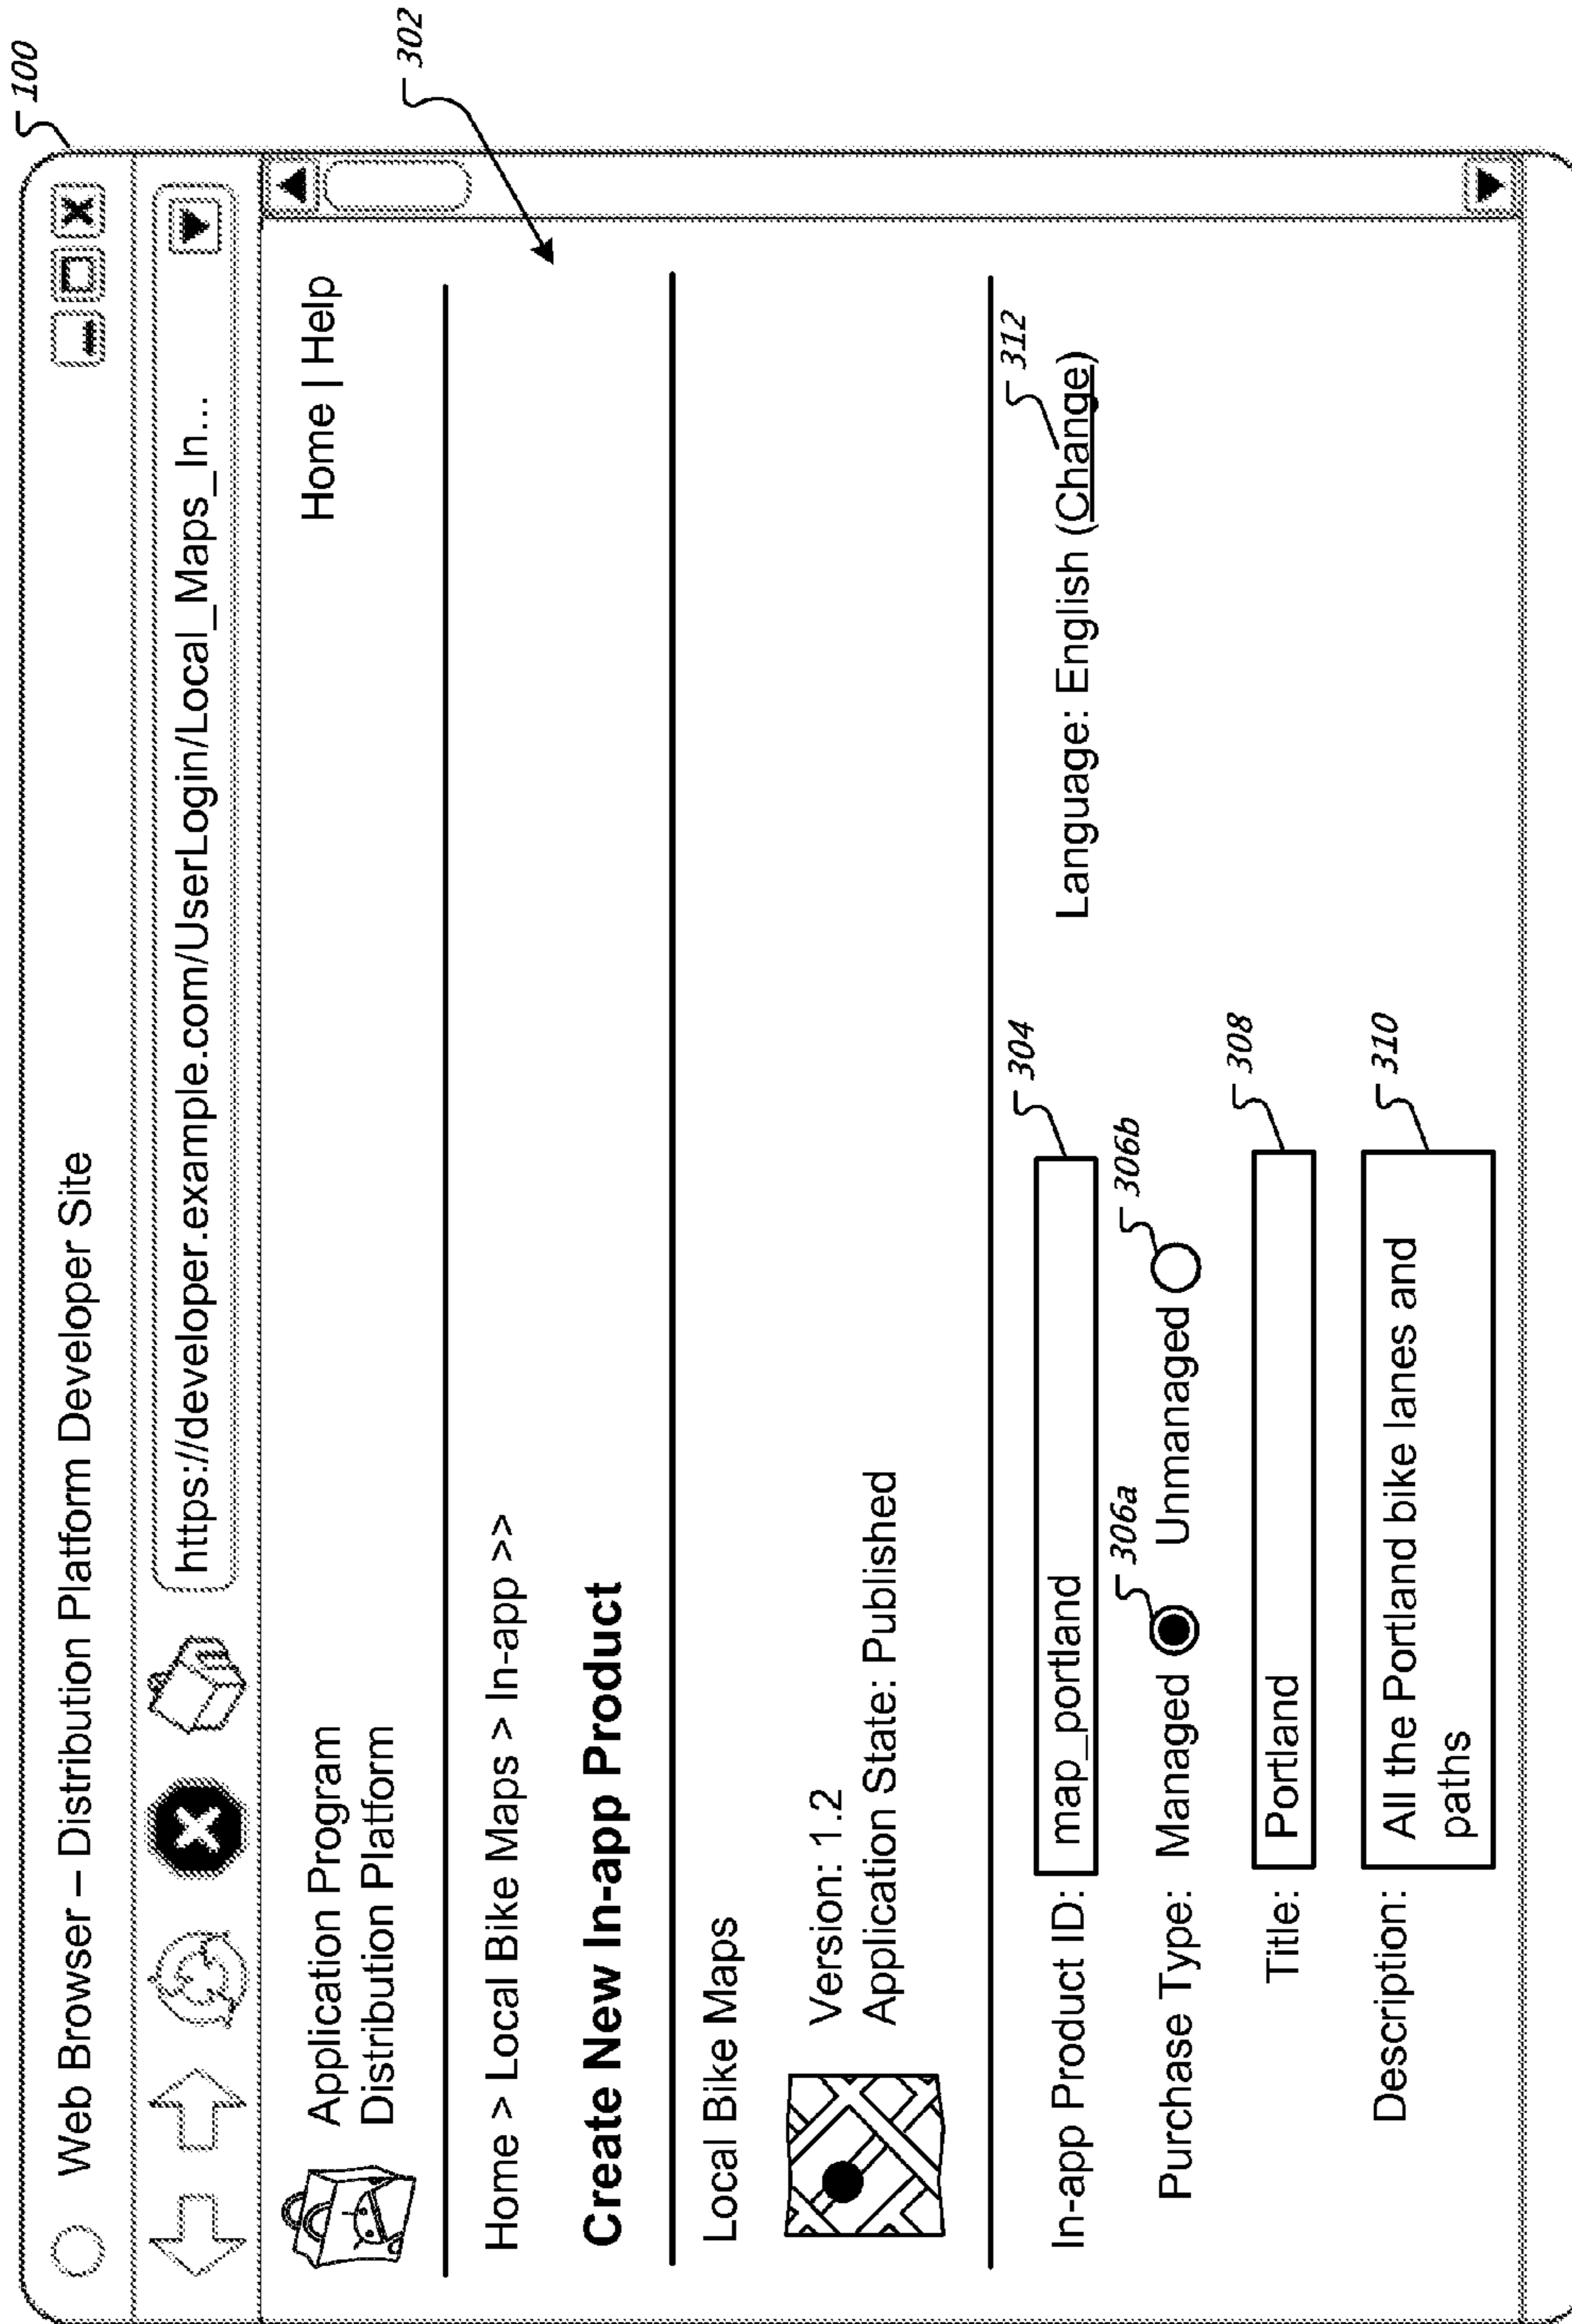 100
Web Browser – Distribution Platform Developer Site
https://developer.example.com/UserLogin/Local_Maps_In...
Application Program
Distribution Platform
Home | Help
302
Home > Local Bike Maps > In-app >>
Create New In-app Product
Local Bike Maps
Version: 1.2
Application State: Published
In-app Product ID: map_portland 304
Language: English (Change) 312
Purchase Type: Managed 306a Unmanaged 306b
Title: Portland 308
Description: All the Portland bike lanes and 310
paths